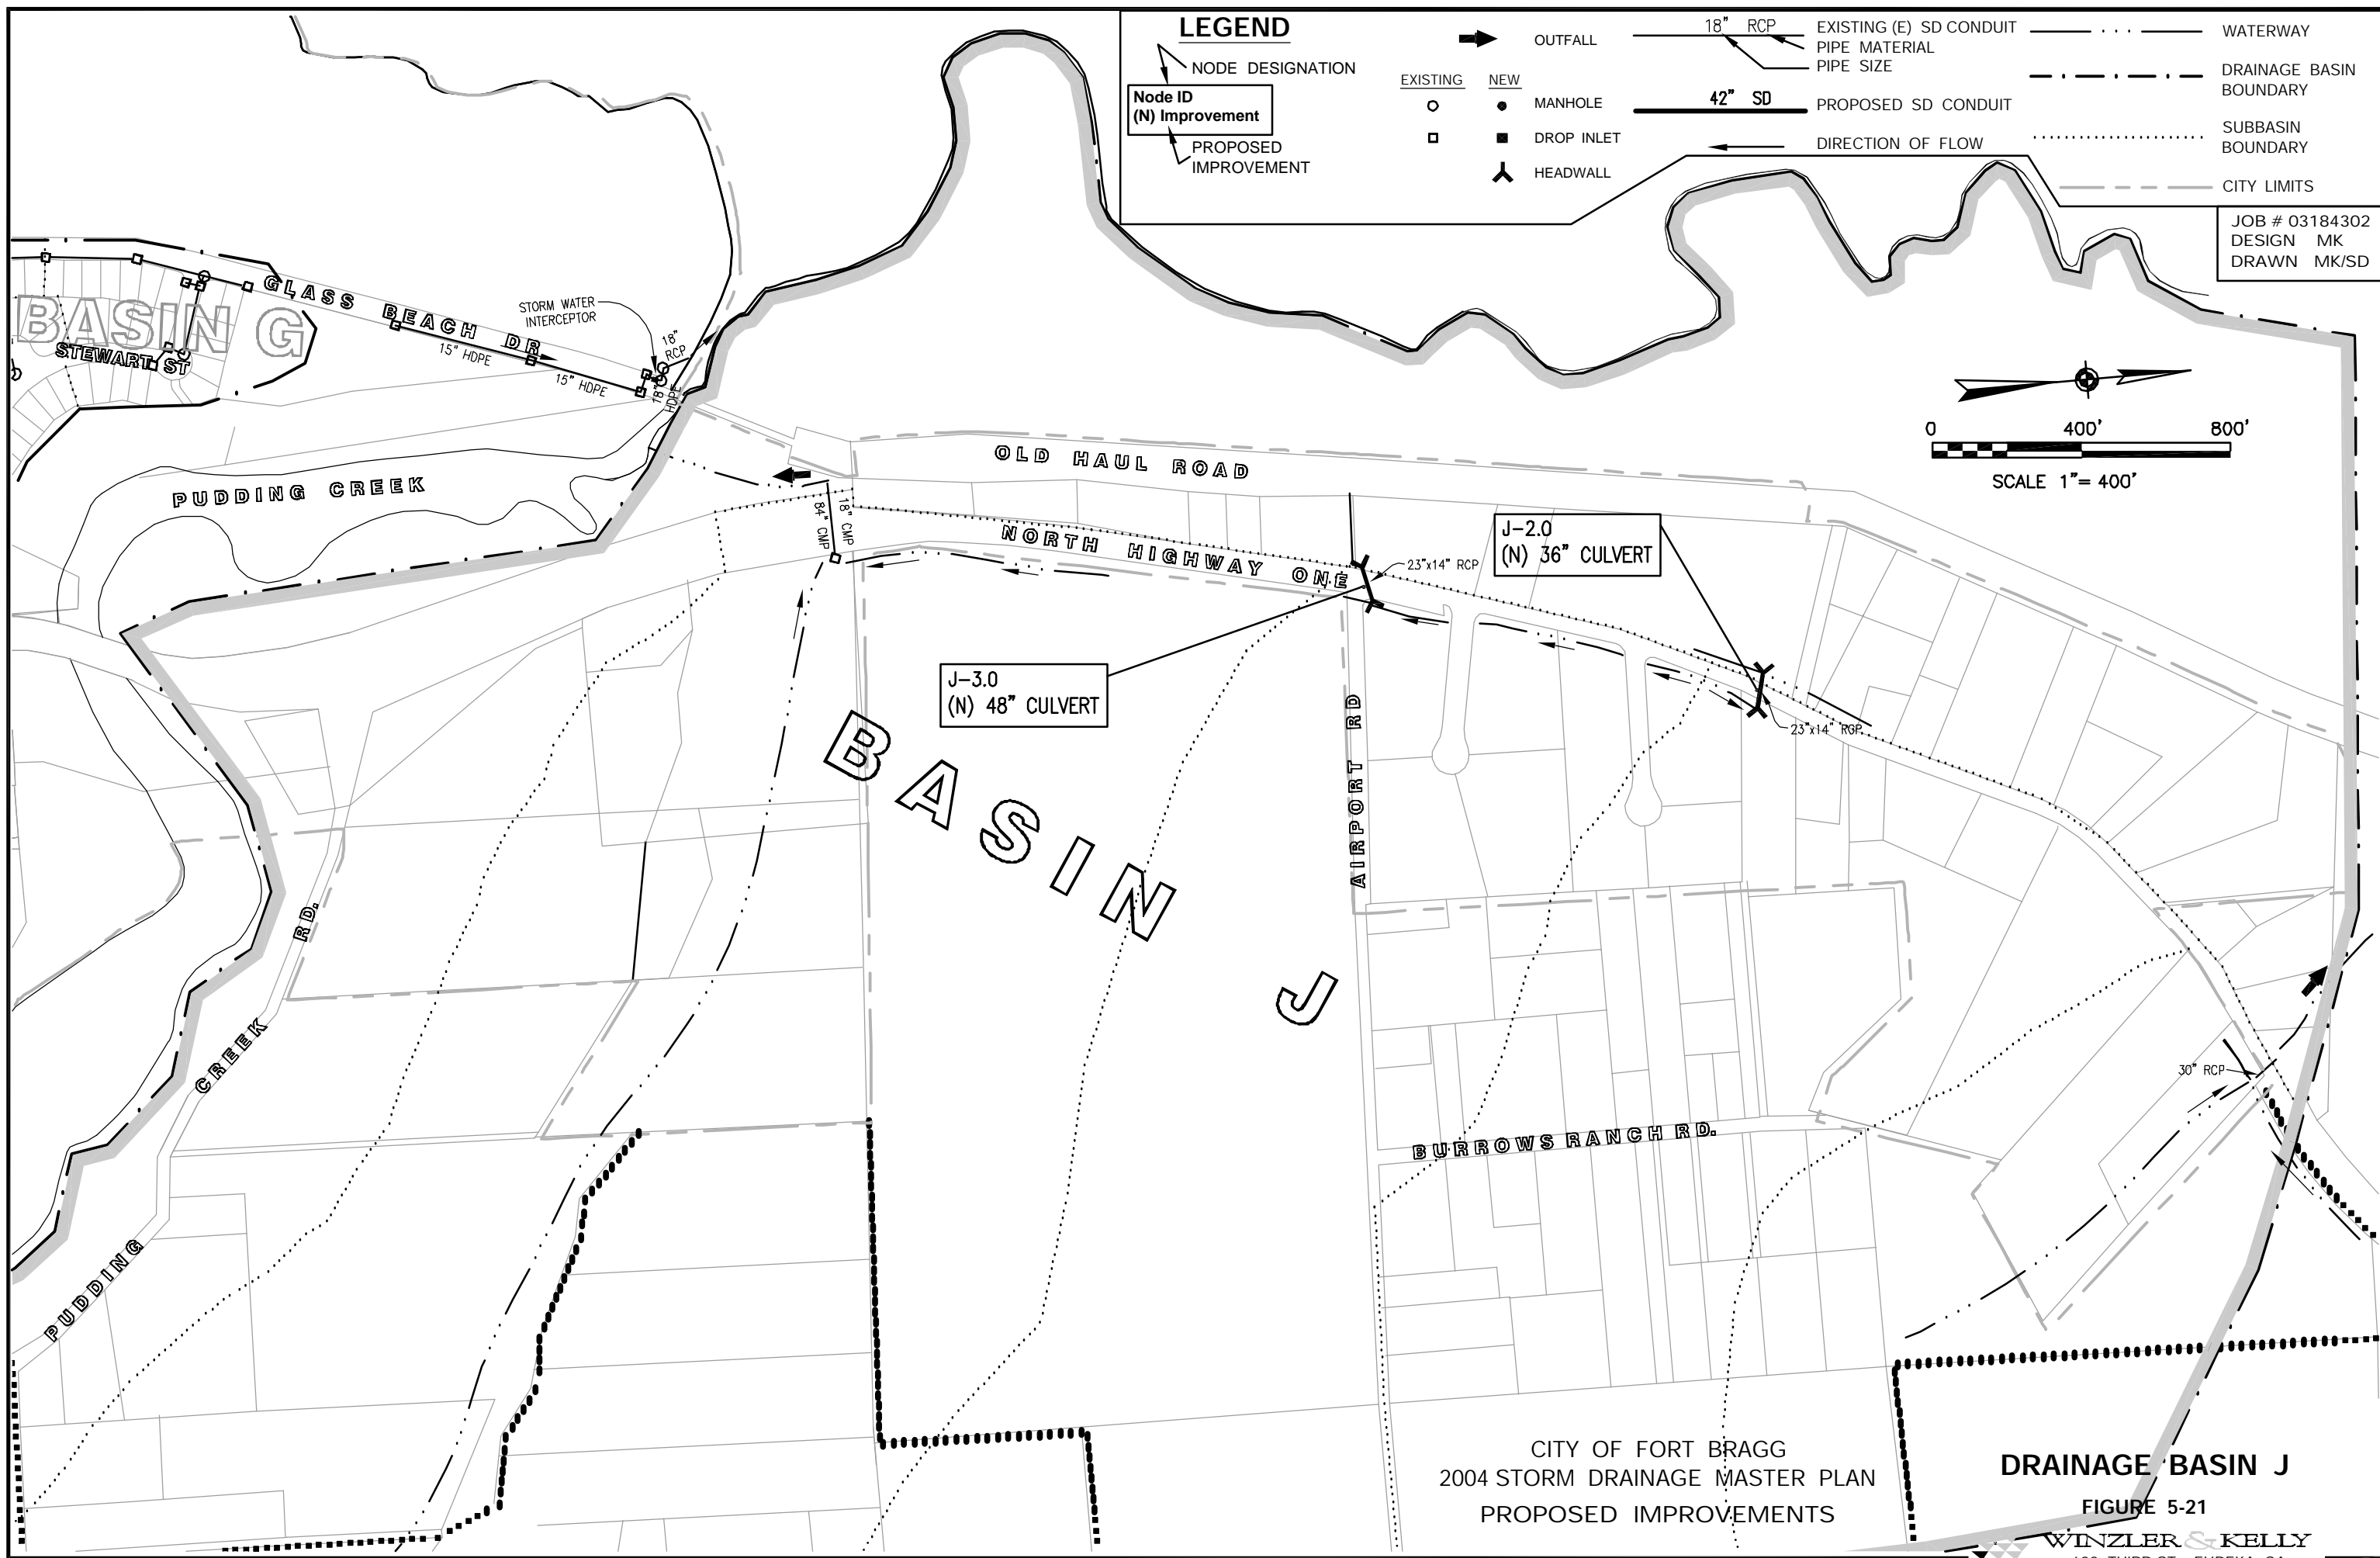 LEGEND
NODE DESIGNATION
Node ID
(N) Improvement
PROPOSED
IMPROVEMENT
OUTFALL
EXISTING NEW
MANHOLE
DROP INLET
HEADWALL
18" RCP
EXISTING (E) SD CONDUIT
PIPE MATERIAL
PIPE SIZE
42" SD
PROPOSED SD CONDUIT
DIRECTION OF FLOW
WATERWAY
DRAINAGE BASIN
BOUNDARY
SUBBASIN
BOUNDARY
CITY LIMITS
JOB # 03184302
DESIGN MK
DRAWN MK/SD
BASIN G
GLASS BEACH DR
STEWART ST
STORM WATER
INTERCEPTOR
18"
RCP
15" HDPE
15" HDPE
18"
HDPE
PUDDING CREEK
OLD HAUL ROAD
0 400' 800'
SCALE 1"= 400'
18" CMP
84" CMP
NORTH HIGHWAY ONE
23"x14" RCP
J-2.0
(N) 36" CULVERT
J-3.0
(N) 48" CULVERT
23"x14" RCP
BASIN J
AIRPORT RD
PUDDING CREEK RD.
BURROWS RANCH RD.
30" RCP
CITY OF FORT BRAGG
2004 STORM DRAINAGE MASTER PLAN
PROPOSED IMPROVEMENTS
DRAINAGE BASIN J
FIGURE 5-21
WINZLER & KELLY